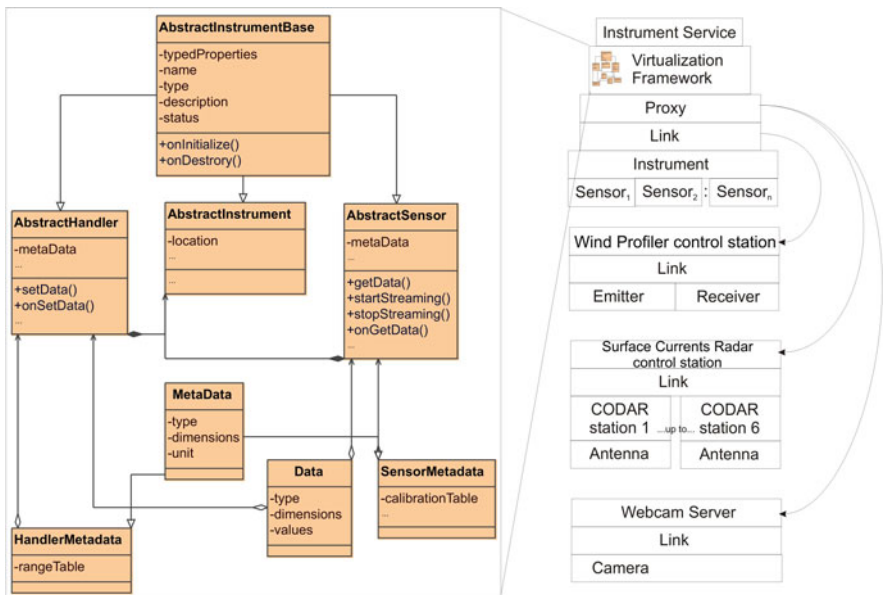 AbstractInstrumentBase
-typedProperties
-name
-type
-description
-status
+onInitialize()
+onDestrory()
AbstractHandler
-metaData
...
+setData()
+onSetData()
...
AbstractInstrument
-location
...
...
AbstractSensor
-metaData
...
+getData()
+startStreaming()
+stopStreaming()
+onGetData()
...
MetaData
-type
-dimensions
-unit
Data
-type
-dimensions
-values
SensorMetadata
-calibrationTable
...
HandlerMetadata
-rangeTable
Instrument Service
Virtualization
Framework
Proxy
Link
Instrument
Sensor1 Sensor2 : Sensorn
Wind Profiler control station
Link
Emitter Receiver
Surface Currents Radar
control station
Link
CODAR
station 1
...up to...
CODAR
station 6
Antenna Antenna
Webcam Server
Link
Camera